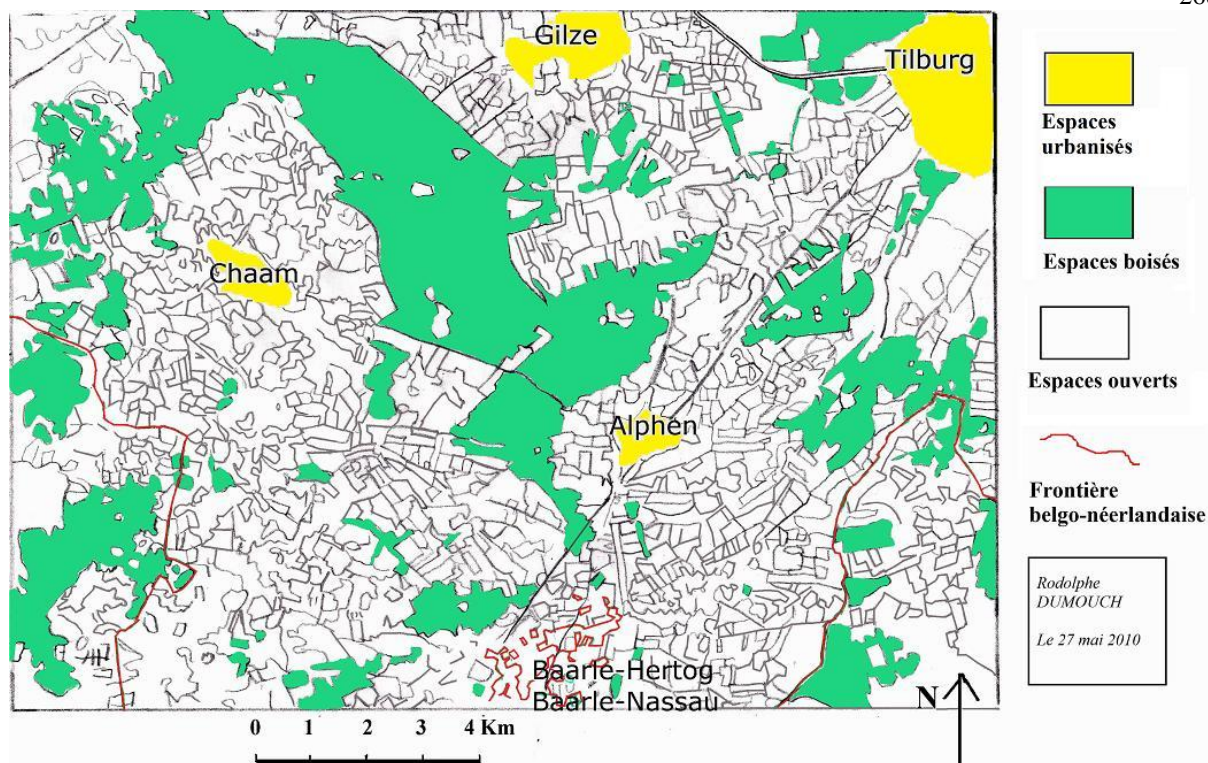 Gilze
Tilburg
Chaam
Alphen
Baarle-Hertog
Baarle-Nassau
N
0 1 2 3 4 Km
Espaces
urbanisés
Espaces boisés
Espaces ouverts
Frontière
belgo-néerlandaise
Rodolphe
DUMOUCH
Le 27 mai 2010